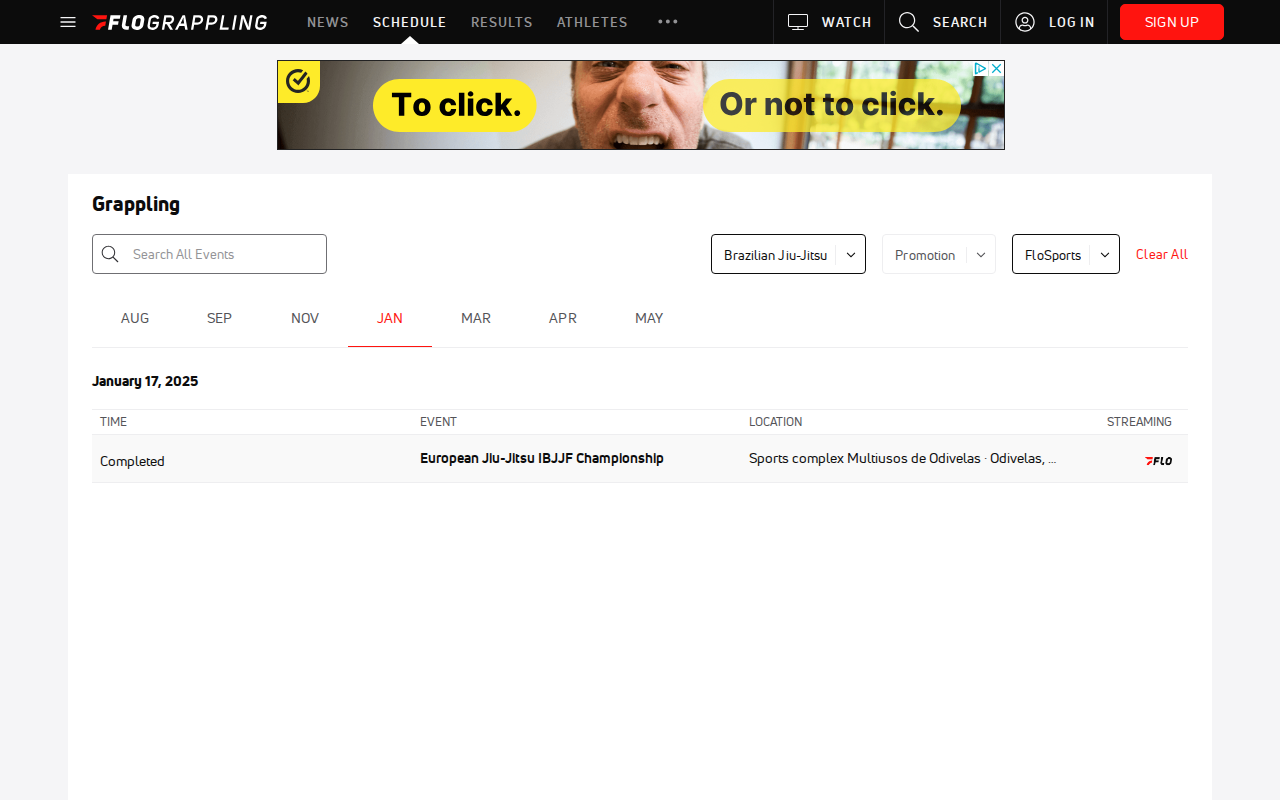 FLOGRAPPLING
NEWS
SCHEDULE
RESULTS
ATHLETES
WATCH
SEARCH
LOG IN
SIGN UP
To click.
Or not to click.
Grappling
Search All Events
Brazilian Jiu-Jitsu
Promotion
FloSports
Clear All
AUG
SEP
NOV
JAN
MAR
APR
MAY
January 17, 2025
TIME
EVENT
LOCATION
STREAMING
Completed
European Jiu-Jitsu IBJJF Championship
Sports complex Multiusos de Odivelas · Odivelas, ...
FLO